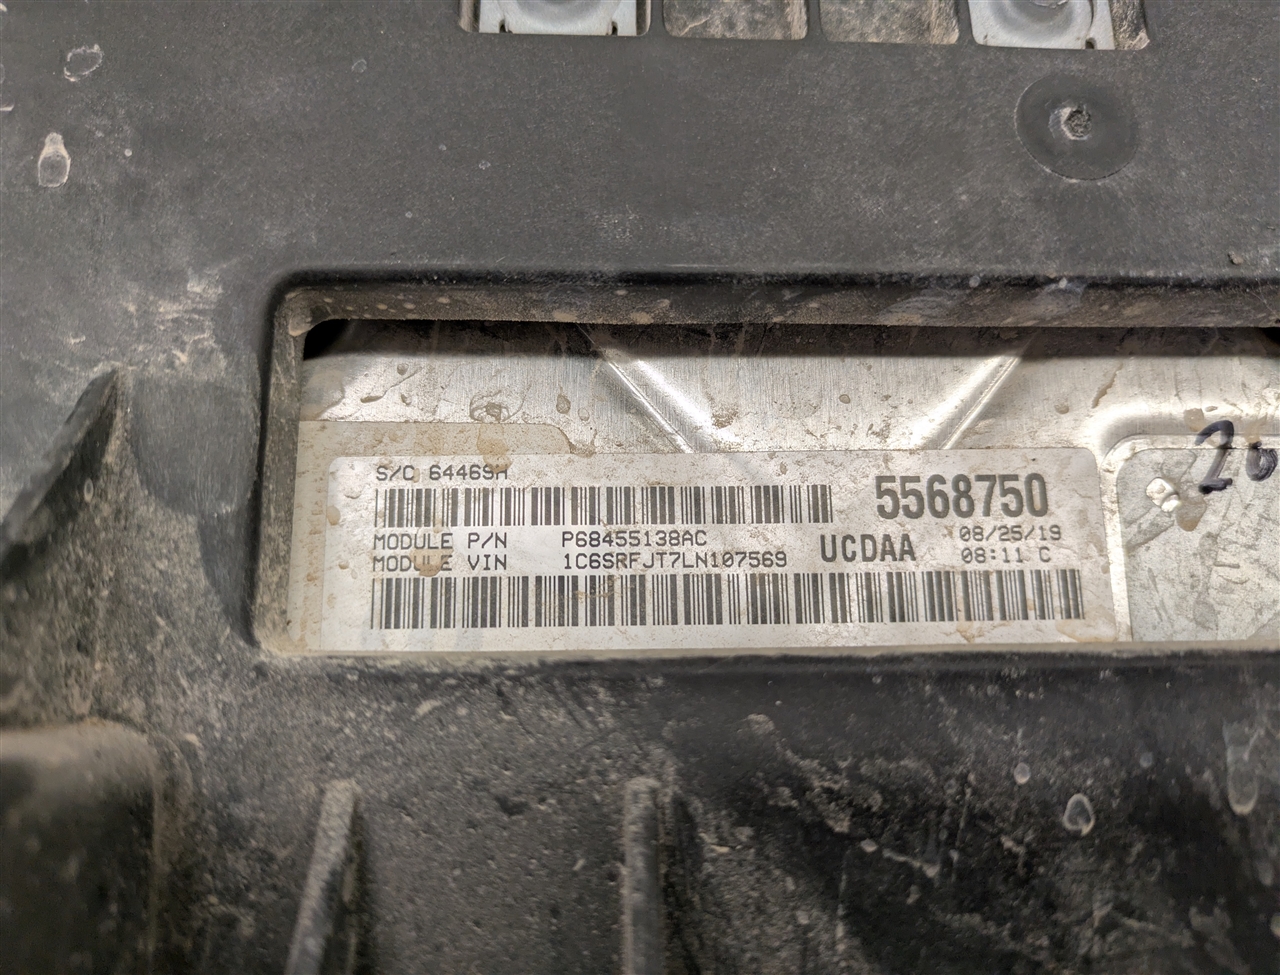 S/C 64469H
5568750
MODULE P/N P68455138AC
MODULE VIN 1C6SRFJT7LN107569
UCDAA
08/25/19
08:11 C